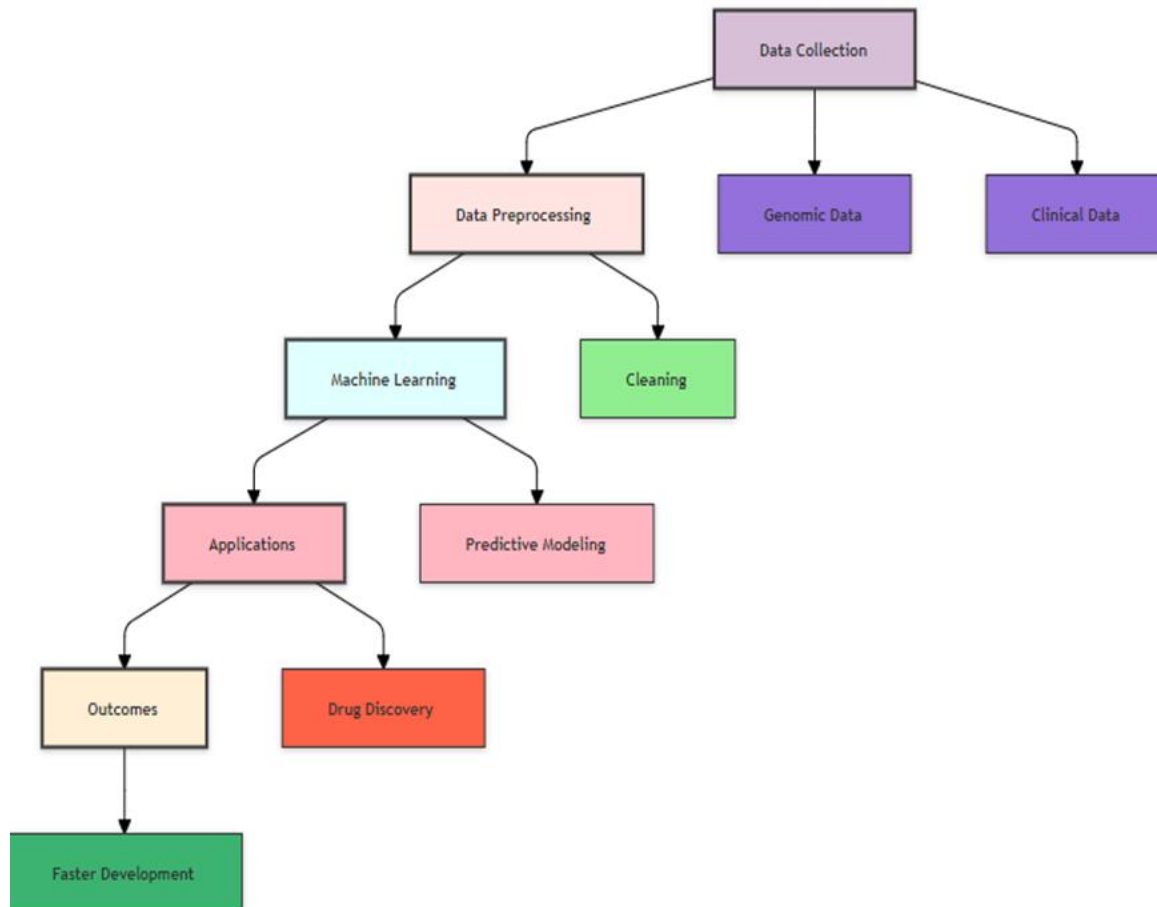 Data Collection
Data Preprocessing
Genomic Data
Clinical Data
Machine Learning
Cleaning
Applications
Predictive Modeling
Outcomes
Drug Discovery
Faster Development